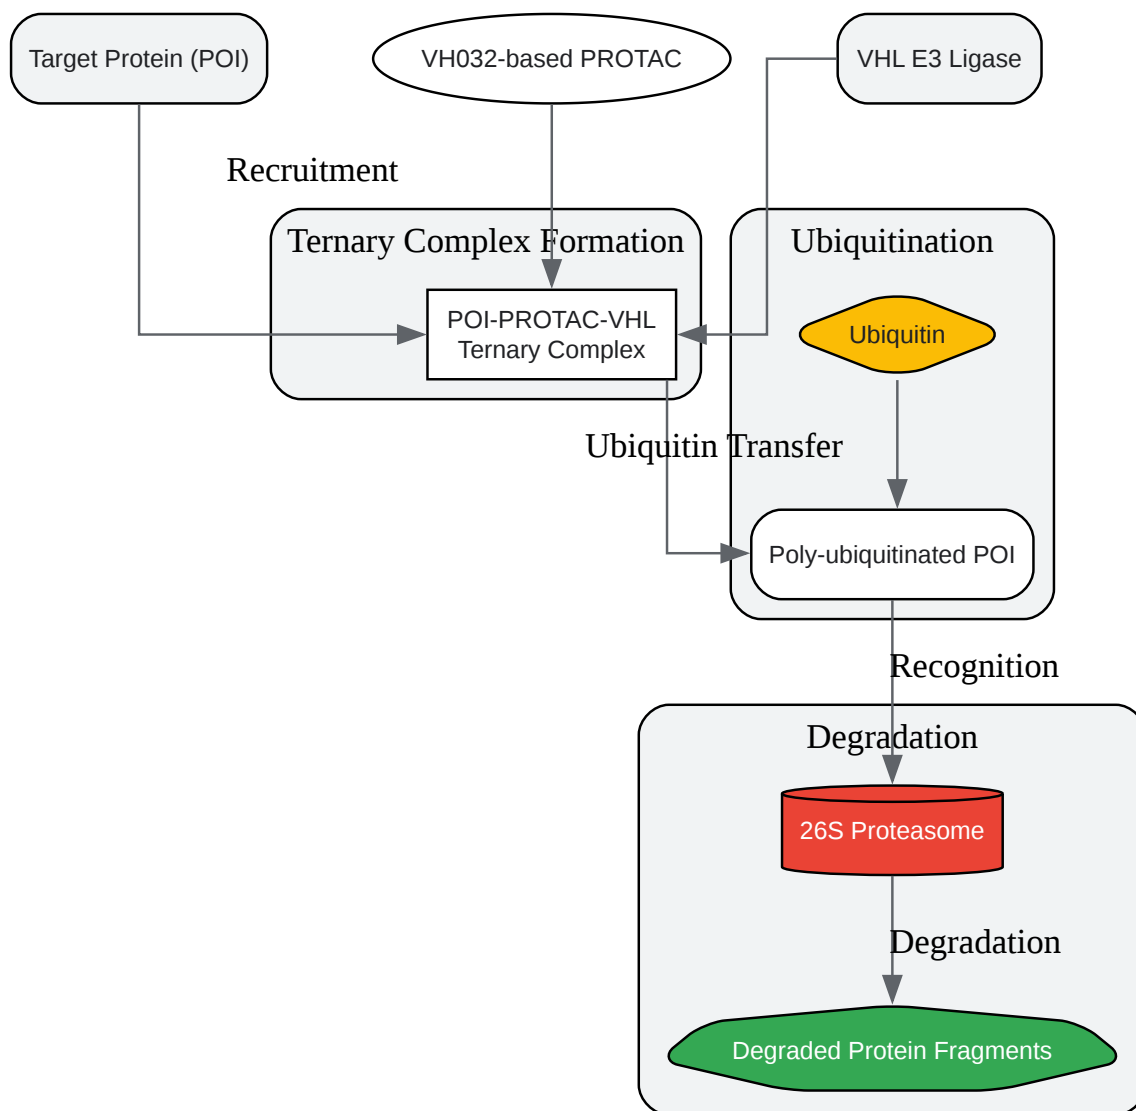 Target Protein (POI)
VH032-based PROTAC
VHL E3 Ligase
Recruitment
Ternary Complex Formation
Ubiquitination
POI-PROTAC-VHL
Ternary Complex
Ubiquitin
Ubiquitin Transfer
Poly-ubiquitinated POI
Recognition
Degradation
26S Proteasome
Degradation
Degraded Protein Fragments